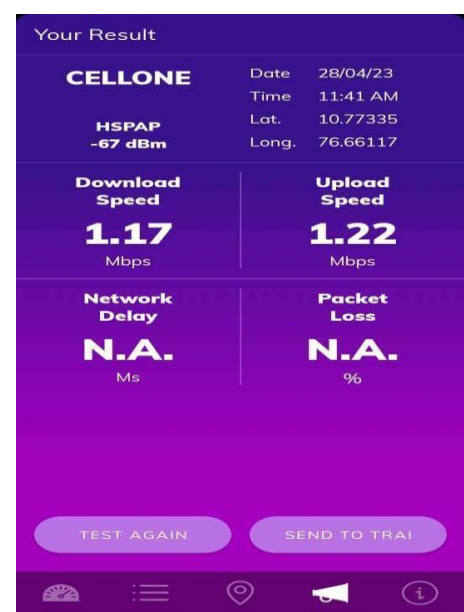 Your Result
CELLONE
HSPAP
-67 dBm
Date 28/04/23
Time 11:41 AM
Lat. 10.77335
Long. 76.66117
Download
Speed
1.17
Mbps
Upload
Speed
1.22
Mbps
Network
Delay
N.A.
Ms
Packet
Loss
N.A.
%
TEST AGAIN
SEND TO TRAI